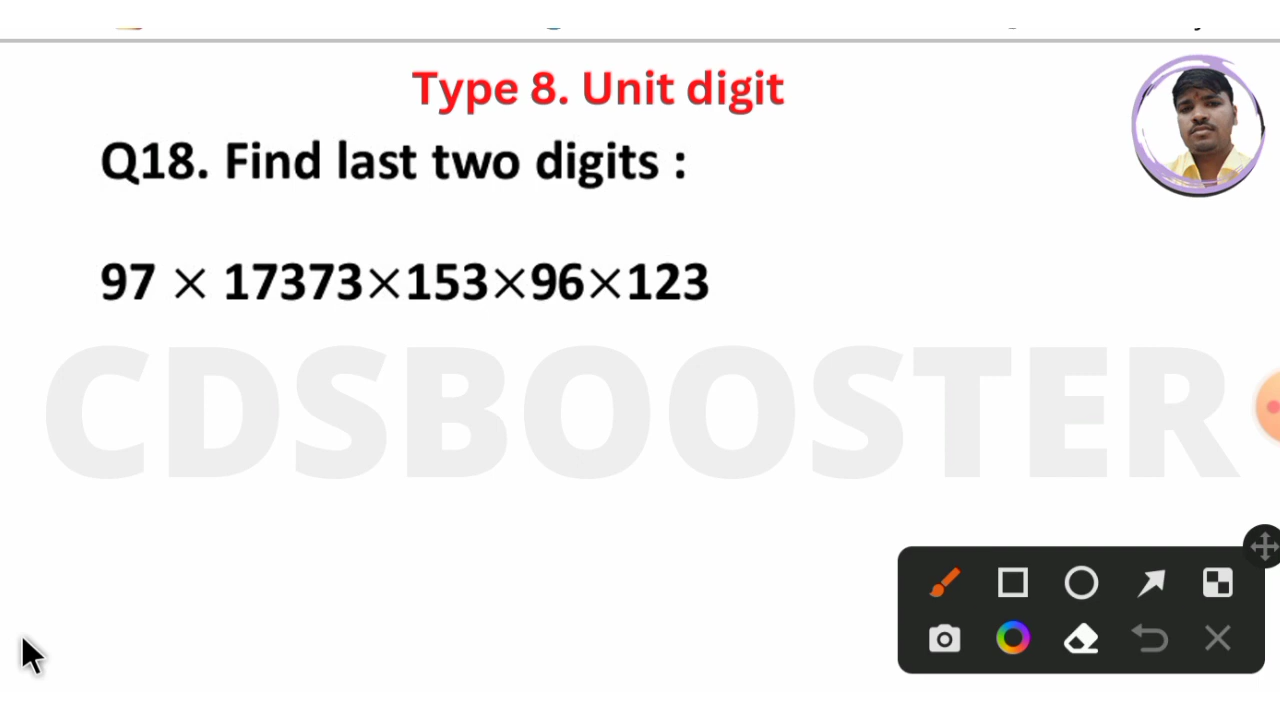 Type 8. Unit digit
Q18. Find last two digits :
97 × 17373×153×96×123
CDSBOOSTER